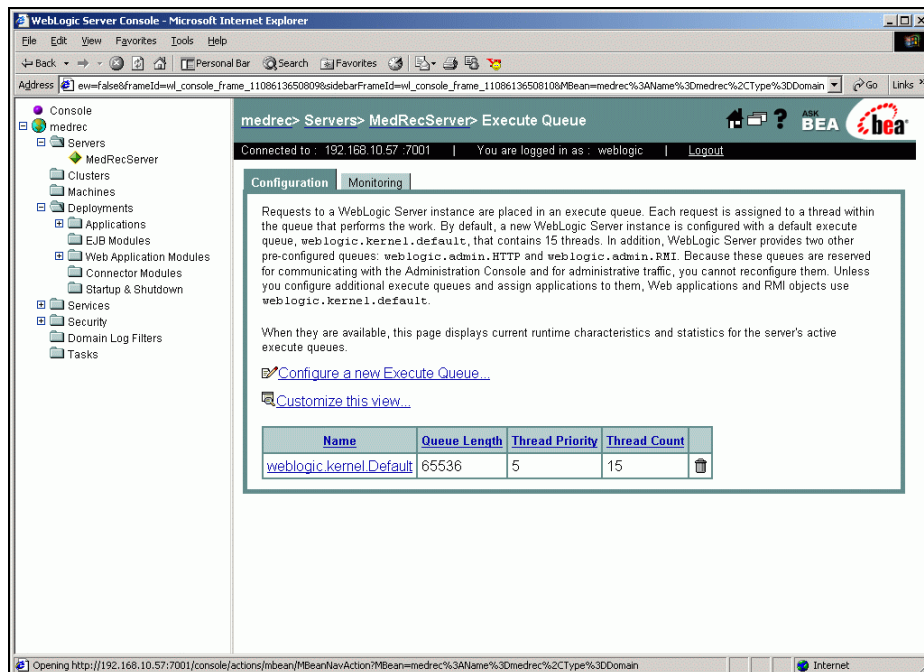 WebLogic Server Console - Microsoft Internet Explorer
File Edit View Favorites Tools Help
Back Personal Bar Search Favorites
Address ew=false&frameId=wl_console_frame_1108613650809&sidebarFrameId=wl_console_frame_1108613650810&MBean=medrec%3AName%3Dmedrec%2CType%3DDomain Go Links »
Console
medrec
Servers
MedRecServer
Clusters
Machines
Deployments
Applications
EJB Modules
Web Application Modules
Connector Modules
Startup & Shutdown
Services
Security
Domain Log Filters
Tasks
medrec> Servers> MedRecServer> Execute Queue
? ASK BEA
bea
Connected to : 192.168.10.57 :7001 | You are logged in as : weblogic | Logout
Configuration Monitoring
Requests to a WebLogic Server instance are placed in an execute queue. Each request is assigned to a thread within
the queue that performs the work. By default, a new WebLogic Server instance is configured with a default execute
queue, weblogic.kernel.default, that contains 15 threads. In addition, WebLogic Server provides two other
pre-configured queues: weblogic.admin.HTTP and weblogic.admin.RMI. Because these queues are reserved
for communicating with the Administration Console and for administrative traffic, you cannot reconfigure them. Unless
you configure additional execute queues and assign applications to them, Web applications and RMI objects use
weblogic.kernel.default.
When they are available, this page displays current runtime characteristics and statistics for the server's active
execute queues.
Configure a new Execute Queue...
Customize this view...
Name Queue Length Thread Priority Thread Count
weblogic.kernel.Default 65536 5 15
Opening http://192.168.10.57:7001/console/actions/mbean/MBeanNavAction?MBean=medrec%3AName%3Dmedrec%2CType%3DDomain Internet